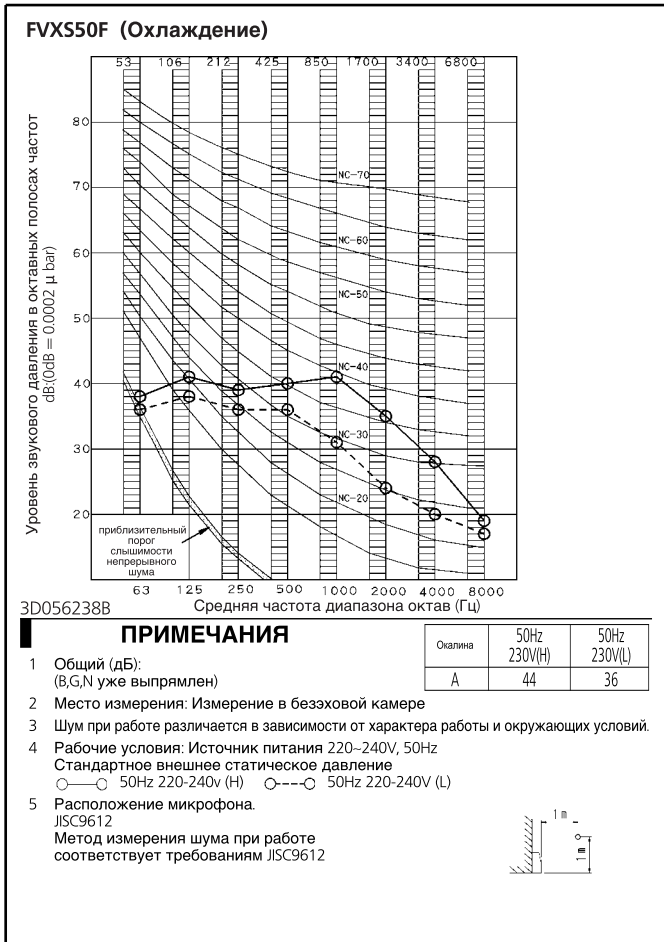 FVXS50F (Охлаждение)
53 106 212 425 850 1700 3400 6800
Уровень звукового давления в октавных полосах частот
dB:(0dB = 0.0002 µ bar)
80
70
60
50
40
30
20
NC-70
NC-60
NC-50
NC-40
NC-30
NC-20
приблизительный
порог
слышимости
непрерывного
шума
63 125 250 500 1000 2000 4000 8000
3D056238B
Средняя частота диапазона октав (Гц)
ПРИМЕЧАНИЯ
Окалина 50Hz 230V(H) 50Hz 230V(L)
A 44 36
1 Общий (дБ):
(B,G,N уже выпрямлен)
2 Место измерения: Измерение в безэховой камере
3 Шум при работе различается в зависимости от характера работы и окружающих условий.
4 Рабочие условия: Источник питания 220~240V, 50Hz
Стандартное внешнее статическое давление
50Hz 220-240v (H) 50Hz 220-240V (L)
5 Расположение микрофона.
JISC9612
Метод измерения шума при работе
соответствует требованиям JISC9612
1 m
1 m